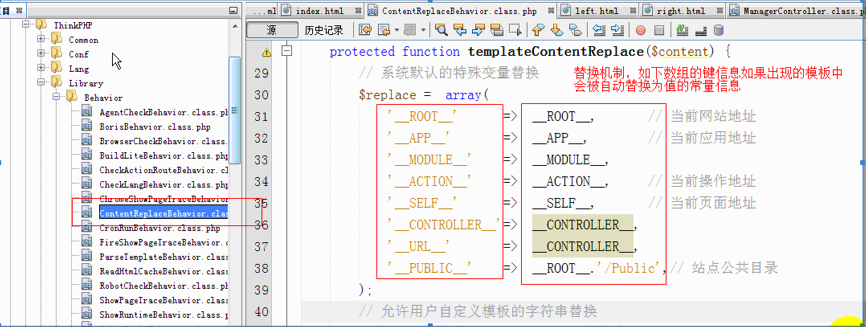 ...ml
index.html
ContentReplaceBehavior.class.php
left.html
right.html
ManagerController.class.p
源
历史记录
ThinkPHP
Common
Conf
Lang
Library
Behavior
AgentCheckBehavior.class.php
BorisBehavior.class.php
BrowserCheckBehavior.class.php
BuildLiteBehavior.class.php
CheckActionRouteBehavior.class
CheckLangBehavior.class.php
ChromeShowPageTraceBehavior.cl
ContentReplaceBehavior.clas
CronRunBehavior.class.php
FireShowPageTraceBehavior.c
ParseTemplateBehavior.class.ph
ReadHtmlCacheBehavior.class.ph
RobotCheckBehavior.class.php
ShowPageTraceBehavior.class.ph
ShowRuntimeBehavior.class.php
protected function templateContentReplace($content) {
29 // 系统默认的特殊变量替换
替换机制，如下数组的键信息如果出现的模板中
会被自动替换为值的常量信息
30 $replace = array(
31 '__ROOT__' => __ROOT__, // 当前网站地址
32 '__APP__' => __APP__, // 当前应用地址
33 '__MODULE__' => __MODULE__,
34 '__ACTION__' => __ACTION__, // 当前操作地址
35 '__SELF__' => __SELF__, // 当前页面地址
36 '__CONTROLLER__'=> __CONTROLLER__,
37 '__URL__' => __CONTROLLER__,
38 '__PUBLIC__' => __ROOT__.'/Public',// 站点公共目录
39 );
40 // 允许用户自定义模板的字符串替换